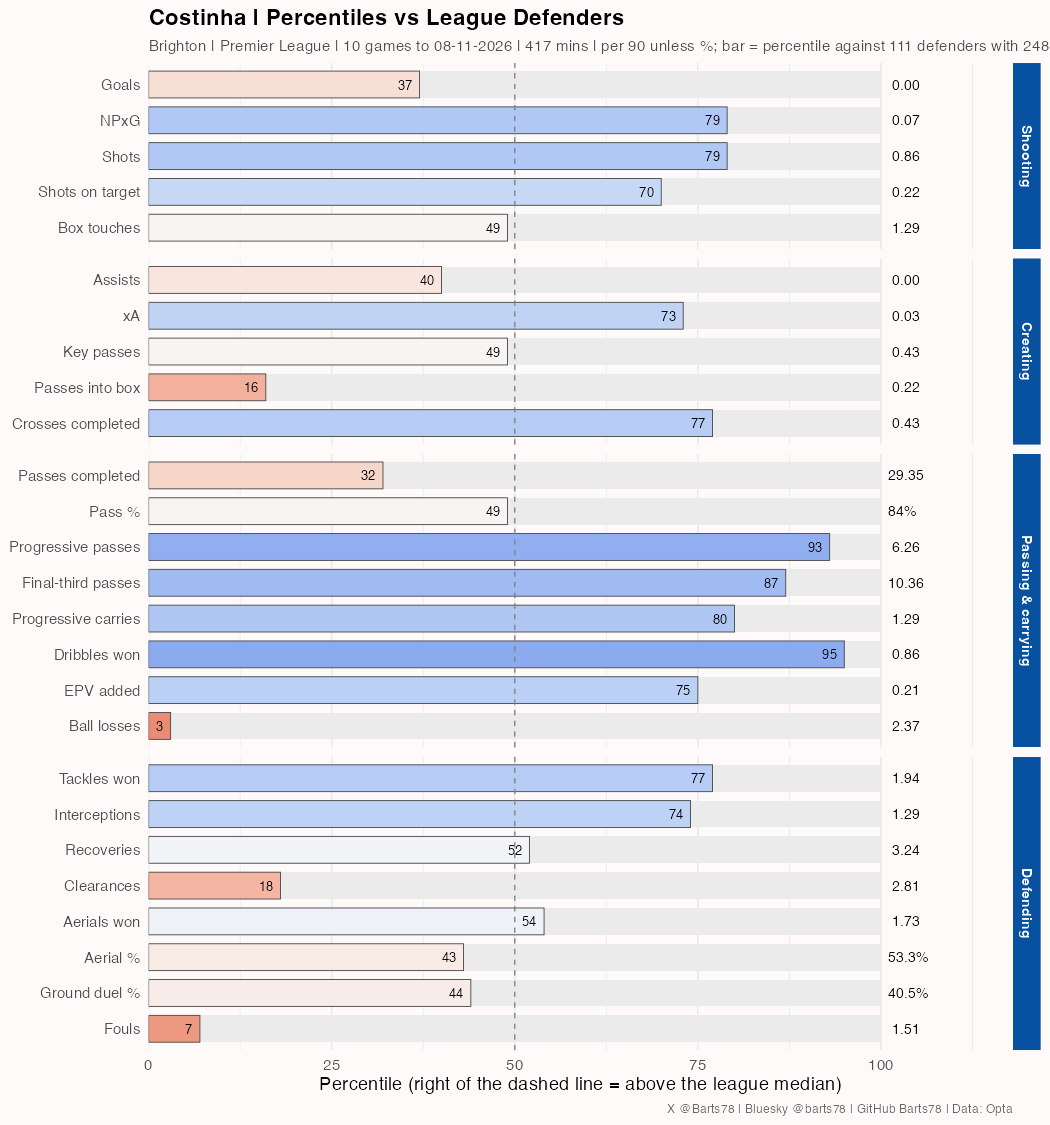 Costinha | Percentiles vs League Defenders
Brighton | Premier League | 10 games to 08-11-2026 | 417 mins | per 90 unless %; bar = percentile against 111 defenders with 248
Goals 37 0.00
NPxG 79 0.07
Shots 79 0.86
Shots on target 70 0.22
Box touches 49 1.29
Shooting
Assists 40 0.00
xA 73 0.03
Key passes 49 0.43
Passes into box 16 0.22
Crosses completed 77 0.43
Creating
Passes completed 32 29.35
Pass % 49 84%
Progressive passes 93 6.26
Final-third passes 87 10.36
Progressive carries 80 1.29
Dribbles won 95 0.86
EPV added 75 0.21
Ball losses 3 2.37
Passing & carrying
Tackles won 77 1.94
Interceptions 74 1.29
Recoveries 52 3.24
Clearances 18 2.81
Aerials won 54 1.73
Aerial % 43 53.3%
Ground duel % 44 40.5%
Fouls 7 1.51
Defending
0 25 50 75 100
Percentile (right of the dashed line = above the league median)
X @Barts78 | Bluesky @barts78 | GitHub Barts78 | Data: Opta